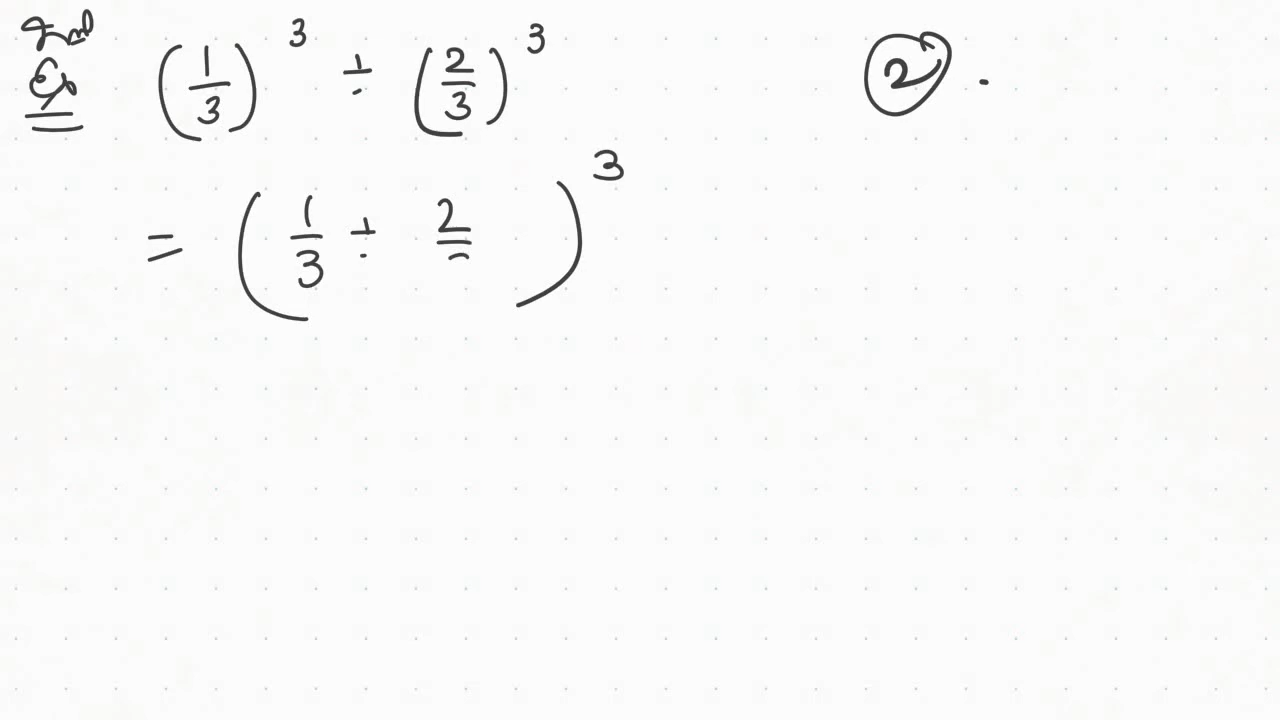 (1/3)^3 ÷ (2/3)^3
②.
= (1/3 ÷ 2/ )^3